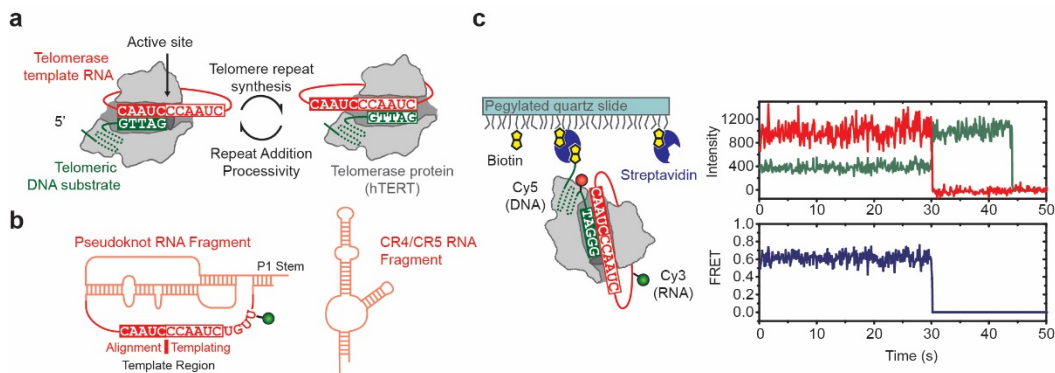 a
Active site
Telomerase
template RNA
Telomere repeat
synthesis
CAAUCCCAAUC
GTTAG
5'
CAAUCCCAAUC
GTTAG
Repeat Addition
Processivity
Telomeric
DNA substrate
Telomerase protein
(hTERT)
b
Pseudoknot RNA Fragment
P1 Stem
CAAUCCCAAUCUGUU
Alignment
Templating
Template Region
CR4/CR5 RNA
Fragment
c
Pegylated quartz slide
Biotin
Streptavidin
Cy5
(DNA)
CAAUCCCAAUC
TAGGG
Cy3
(RNA)
Intensity
1200
800
400
0
0 10 20 30 40 50
FRET
1.0
0.8
0.6
0.4
0.2
0.0
0 10 20 30 40 50
Time (s)